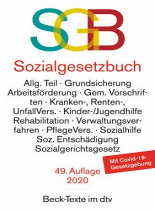 SGB
Sozialgesetzbuch
Allg. Teil · Grundsicherung
Arbeitsförderung · Gem. Vorschrif-
ten · Kranken-, Renten-,
UnfallVers. · Kinder-/Jugendhilfe
Rehabilitation · Verwaltungsver-
fahren · PflegeVers. · Sozialhilfe
Soz. Entschädigung
Sozialgerichtsgesetz
Mit Covid-19-
Gesetzgebung
49. Auflage
2020
Beck-Texte im dtv